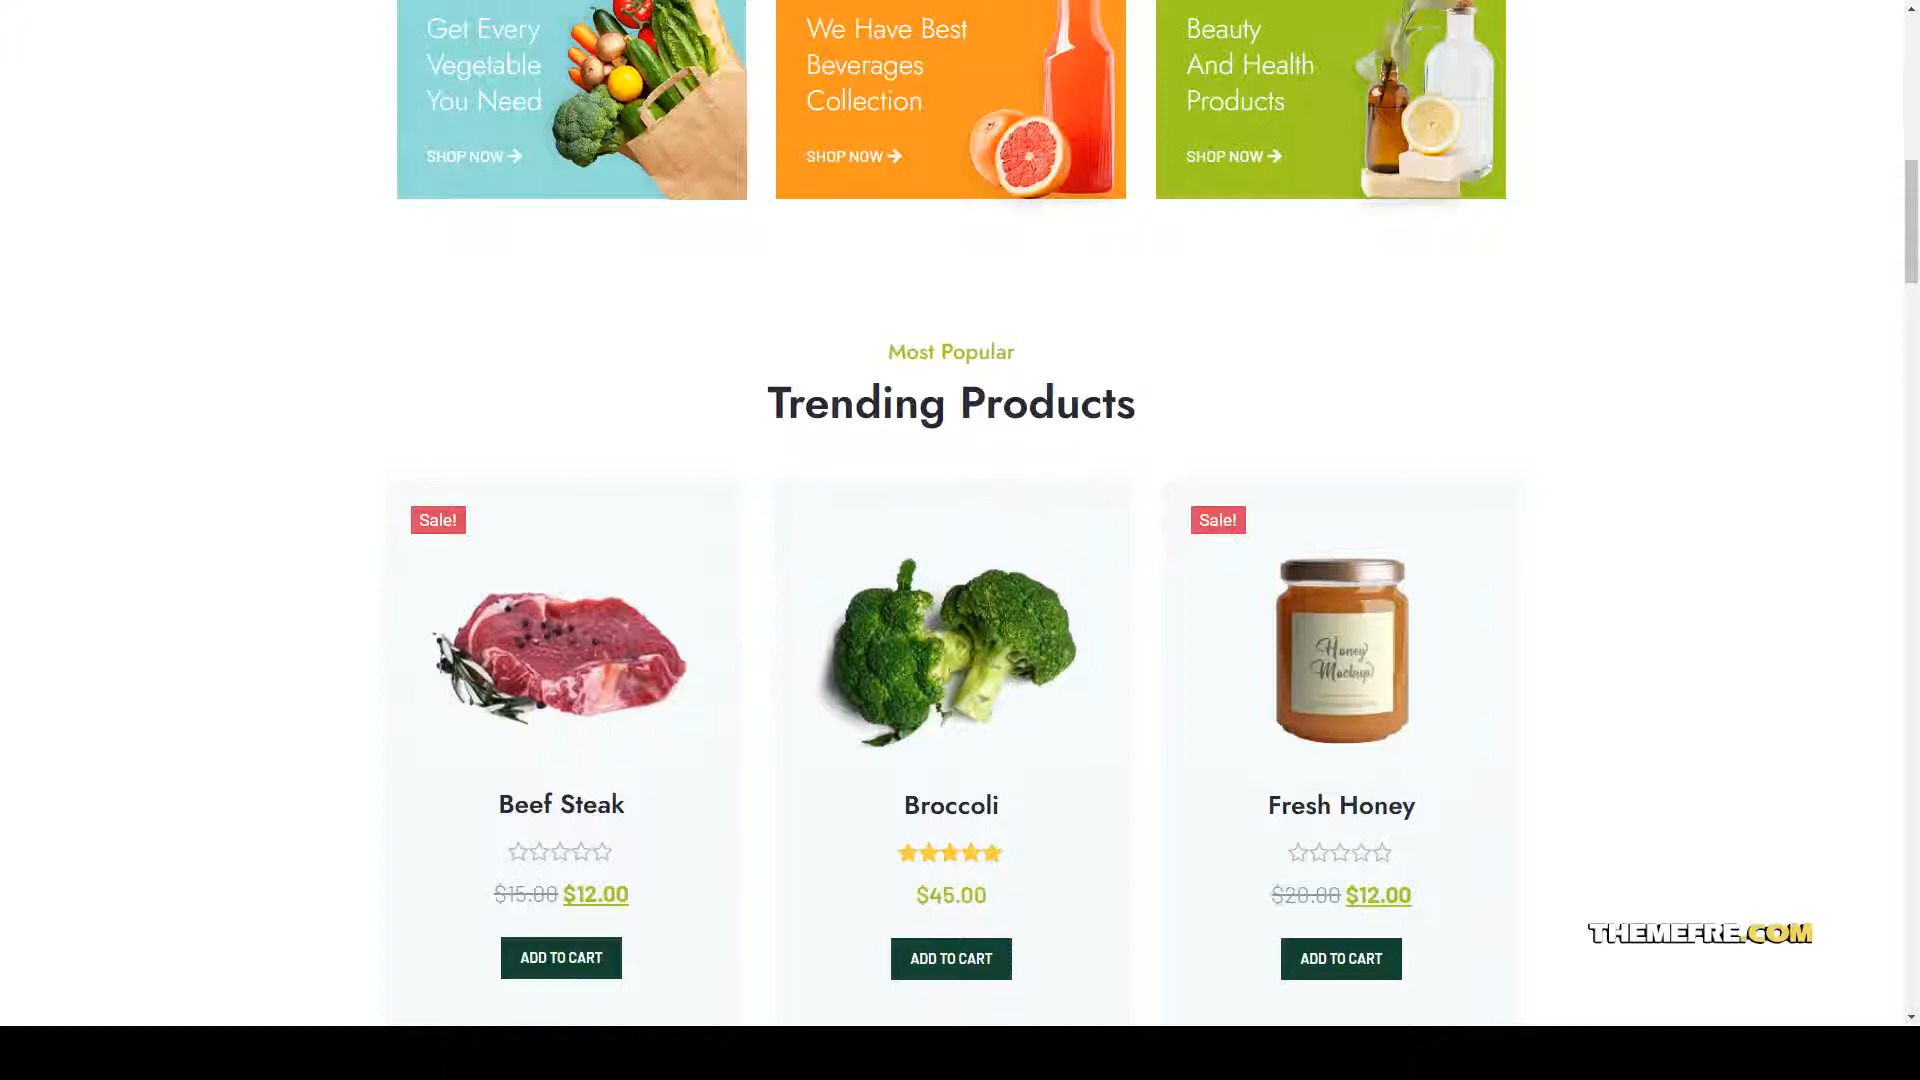 Get Every
Vegetable
You Need
SHOP NOW
We Have Best
Beverages
Collection
SHOP NOW
Beauty
And Health
Products
SHOP NOW
Most Popular
Trending Products
Sale!
Sale!
Honey
Mockup
Beef Steak
Broccoli
Fresh Honey
$15.00 $12.00
$45.00
$20.00 $12.00
ADD TO CART
ADD TO CART
ADD TO CART
THEMEFRE.COM